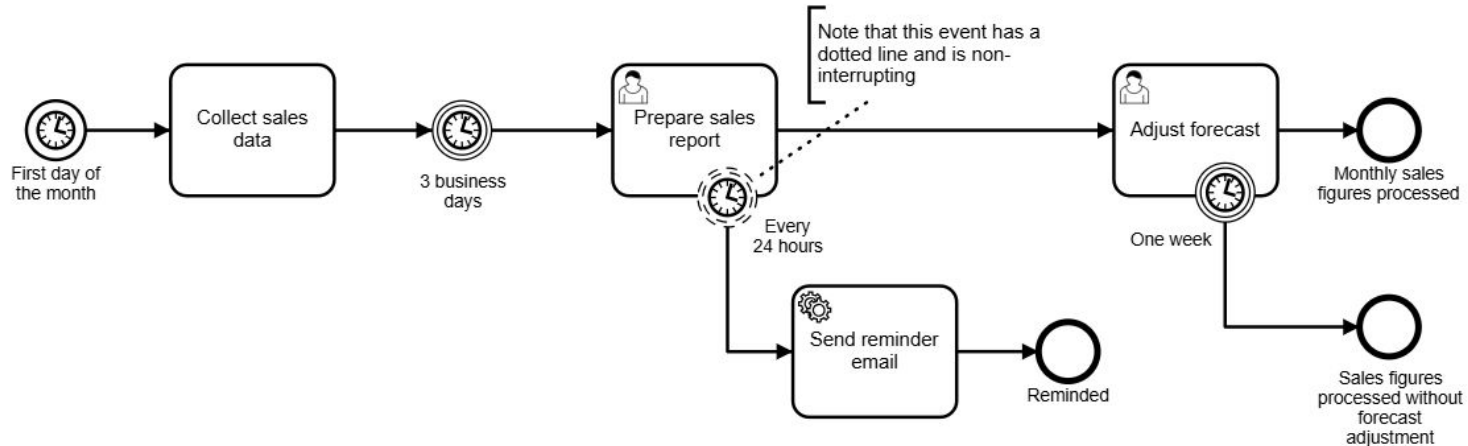 Note that this event has a
dotted line and is non-
interrupting
Collect sales
data
Prepare sales
report
Adjust forecast
First day of
the month
3 business
days
Every
24 hours
One week
Monthly sales
figures processed
Send reminder
email
Reminded
Sales figures
processed without
forecast
adjustment